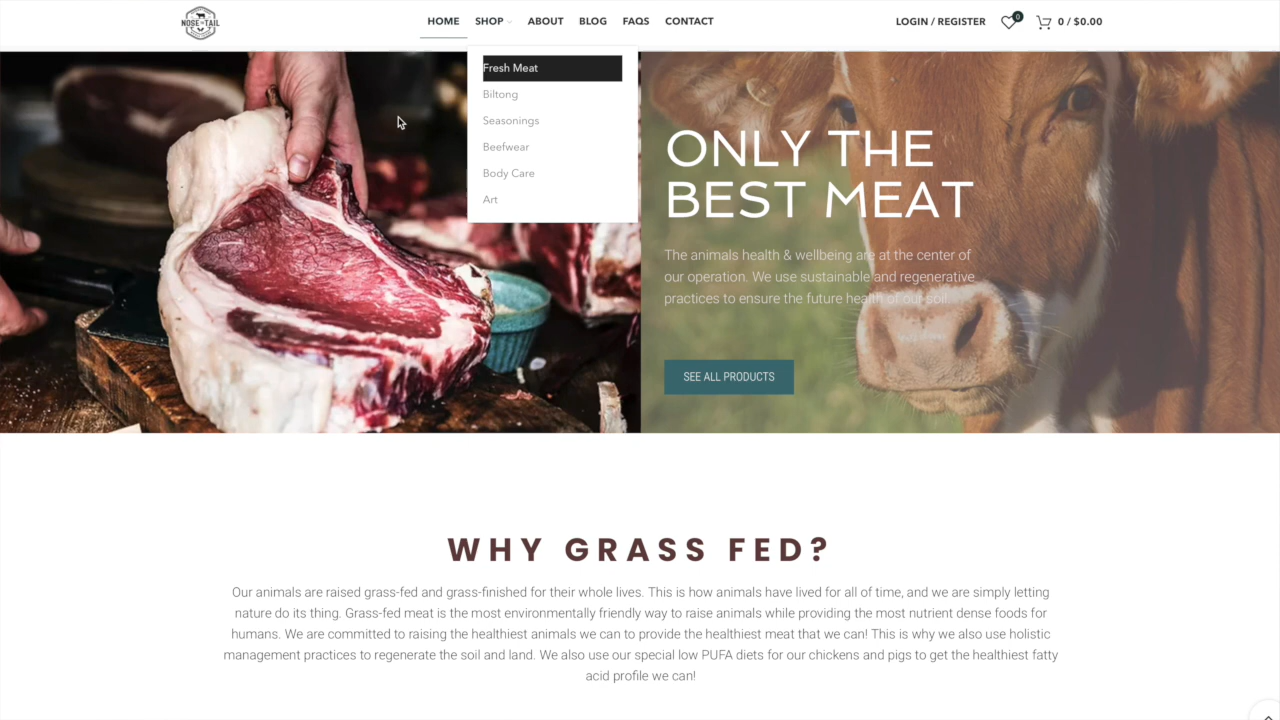 NOSE TO TAIL
HOME SHOP ABOUT BLOG FAQS CONTACT
LOGIN / REGISTER 0 0 / $0.00
Fresh Meat
Biltong
Seasonings
Beefwear
Body Care
Art
ONLY THE
BEST MEAT
The animals health & wellbeing are at the center of
our operation. We use sustainable and regenerative
practices to ensure the future health of our soil.
SEE ALL PRODUCTS
WHY GRASS FED?
Our animals are raised grass-fed and grass-finished for their whole lives. This is how animals have lived for all of time, and we are simply letting
nature do its thing. Grass-fed meat is the most environmentally friendly way to raise animals while providing the most nutrient dense foods for
humans. We are committed to raising the healthiest animals we can to provide the healthiest meat that we can! This is why we also use holistic
management practices to regenerate the soil and land. We also use our special low PUFA diets for our chickens and pigs to get the healthiest fatty
acid profile we can!